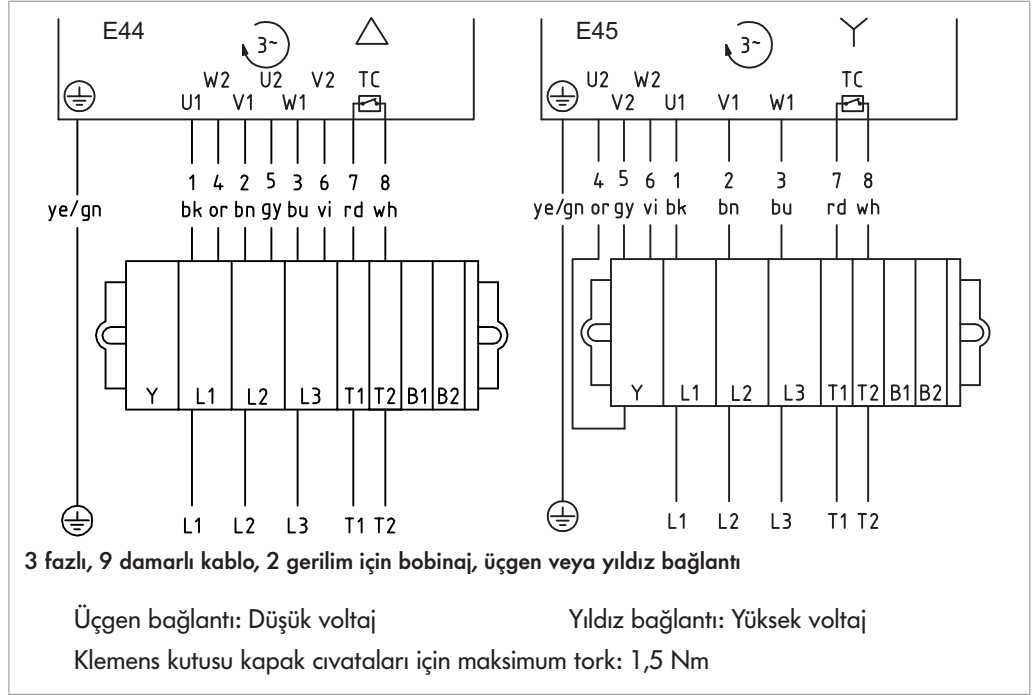 E44 3~ E45 3~
W2 U2 V2 TC U2 W2 TC
U1 V1 W1 V2 U1 V1 W1
1 4 2 5 3 6 7 8 4 5 6 1 2 3 7 8
ye/gn bk or bn gy bu vi rd wh ye/gn or gy vi bk bn bu rd wh
Y L1 L2 L3 T1 T2 B1 B2 Y L1 L2 L3 T1 T2 B1 B2
L1 L2 L3 T1 T2 L1 L2 L3 T1 T2
3 fazlı, 9 damarlı kablo, 2 gerilim için bobinaj, üçgen veya yıldız bağlantı
Üçgen bağlantı: Düşük voltaj Yıldız bağlantı: Yüksek voltaj
Klemens kutusu kapak cıvataları için maksimum tork: 1,5 Nm